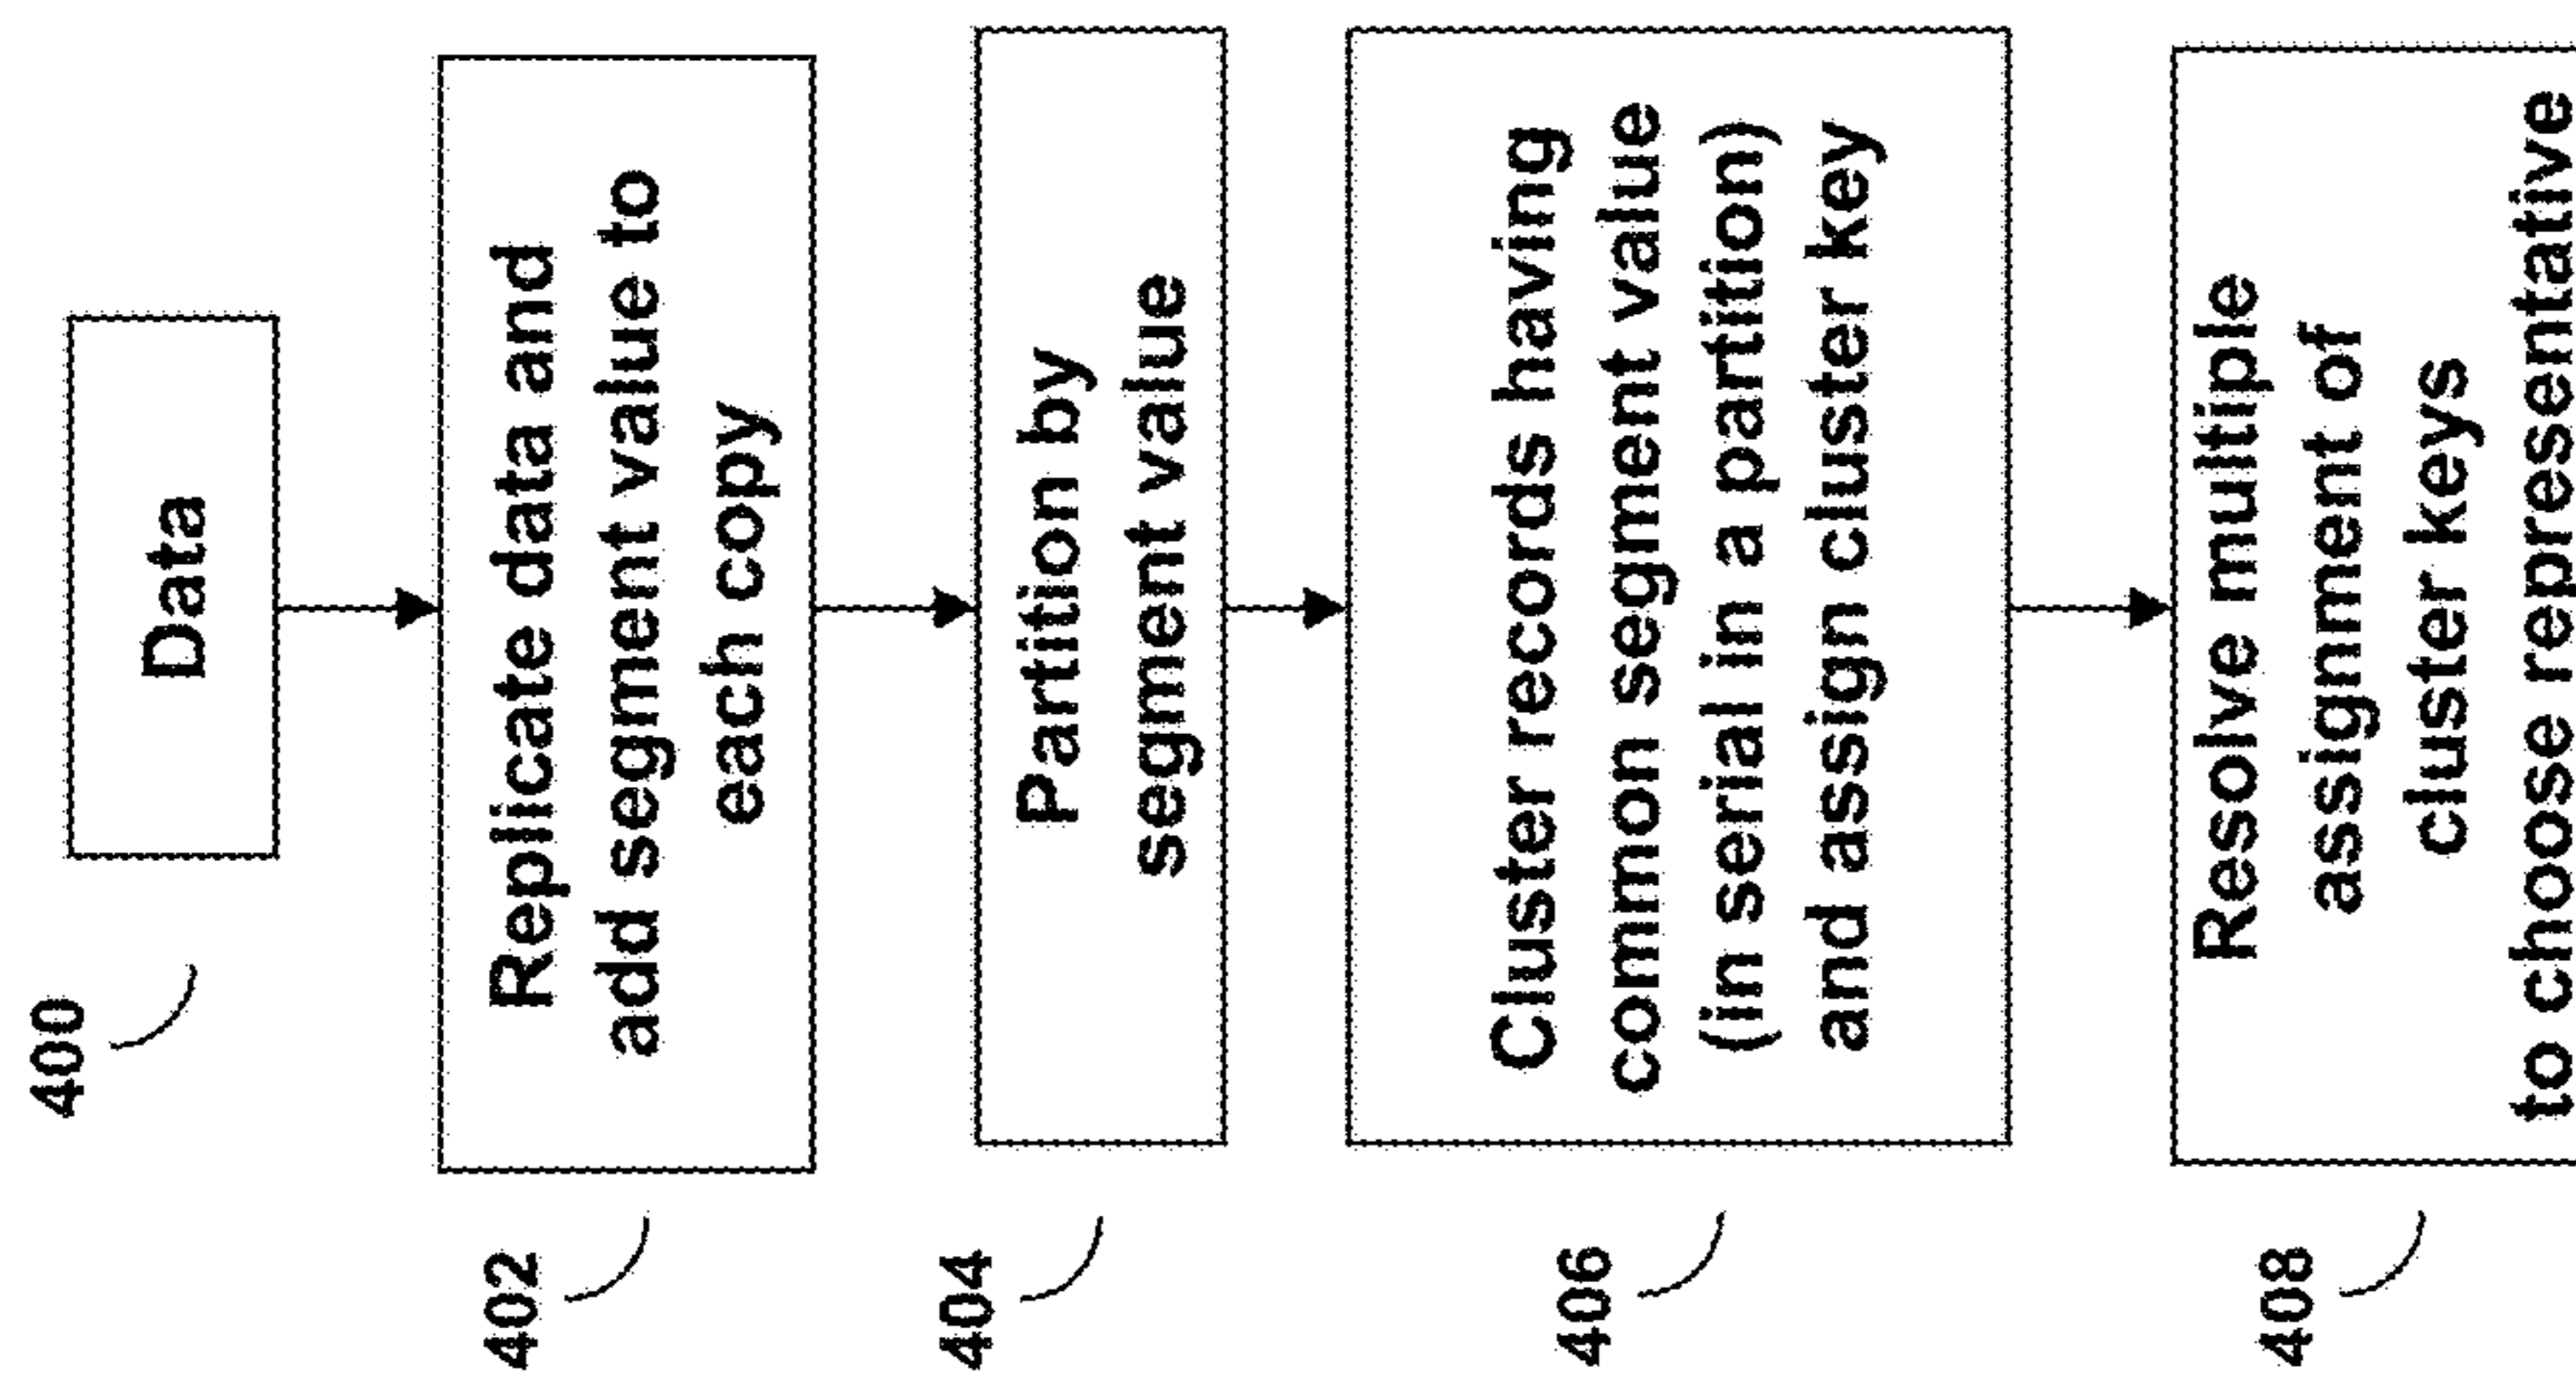 400
Data
402
Replicate data and
add segment value to
each copy
404
Partition by
segment value
406
Cluster records having
common segment value
(in serial in a partition)
and assign cluster key
408
Resolve multiple
assignment of
cluster keys
to choose representative